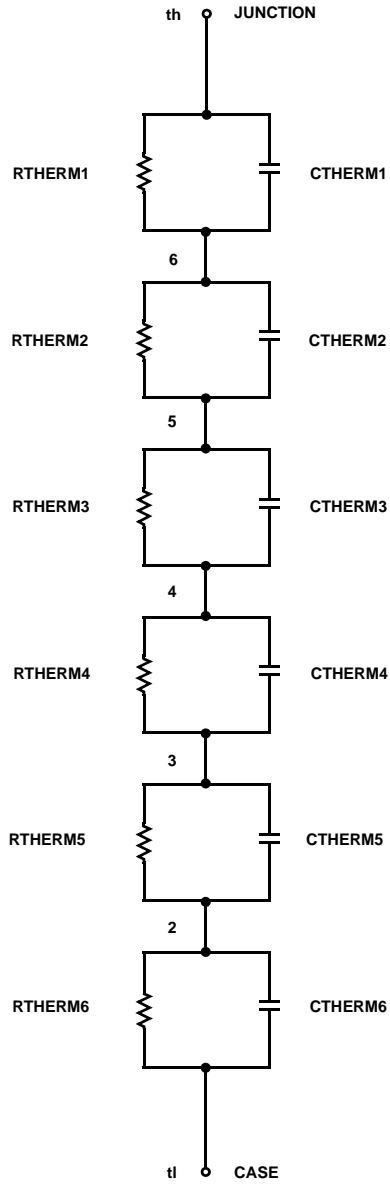 th JUNCTION
RTHERM1 CTHERM1
6
RTHERM2 CTHERM2
5
RTHERM3 CTHERM3
4
RTHERM4 CTHERM4
3
RTHERM5 CTHERM5
2
RTHERM6 CTHERM6
tl CASE